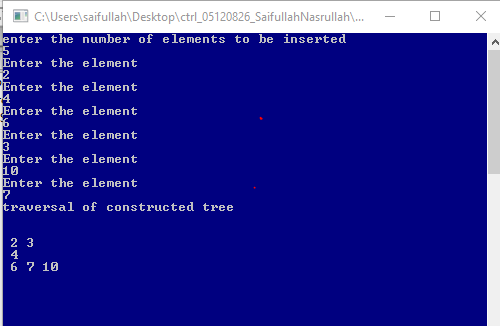 C:\Users\saifullah\Desktop\ctrl_05120826_SaifullahNasrullah\...
enter the number of elements to be inserted
5
Enter the element
2
Enter the element
4
Enter the element
6
Enter the element
3
Enter the element
10
Enter the element
7
traversal of constructed tree
2 3
4
6 7 10